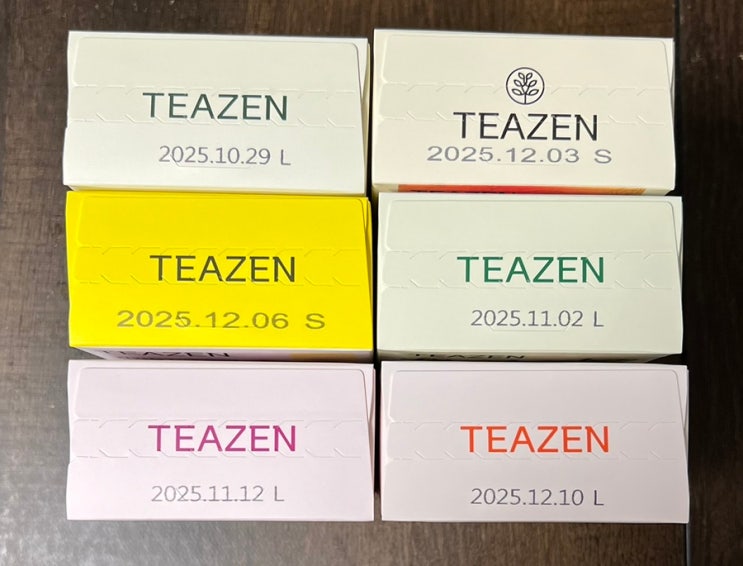 TEAZEN
2025.10.29 L
TEAZEN
2025.12.03 S
TEAZEN
2025.12.06 S
TEAZEN
2025.11.02 L
TEAZEN
2025.11.12 L
TEAZEN
2025.12.10 L